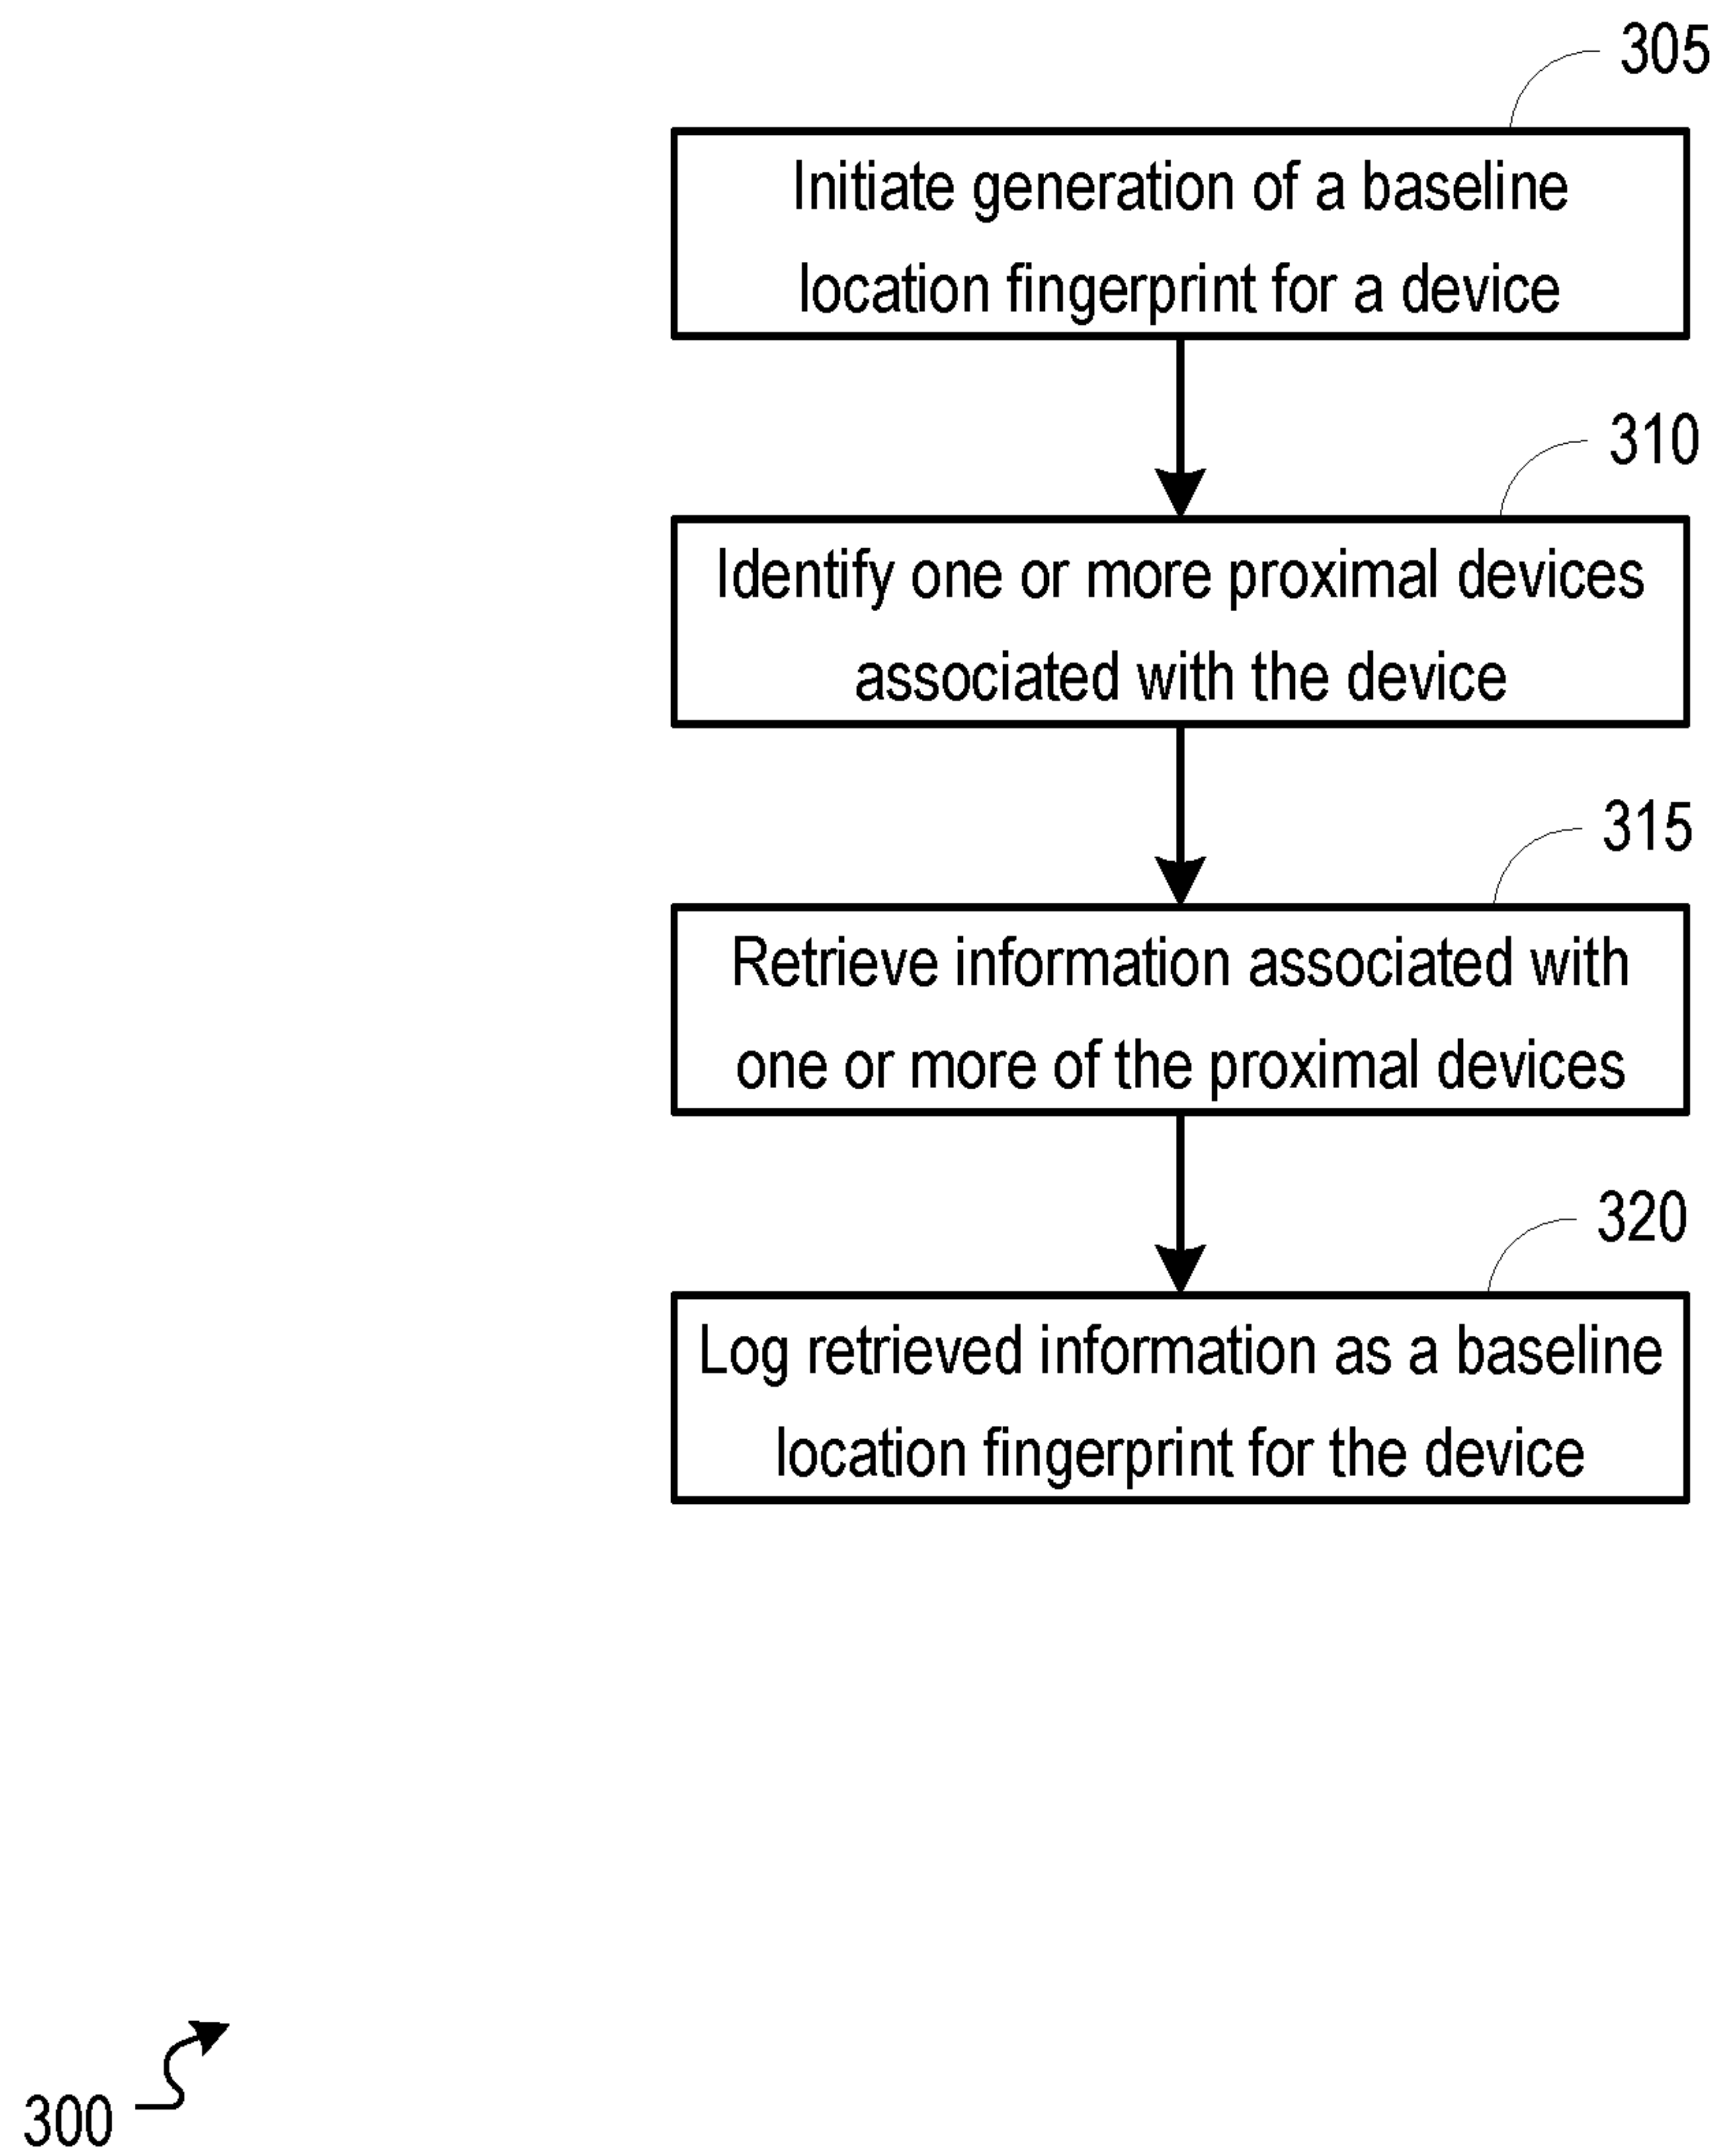 305
Initiate generation of a baseline
location fingerprint for a device
310
Identify one or more proximal devices
associated with the device
315
Retrieve information associated with
one or more of the proximal devices
320
Log retrieved information as a baseline
location fingerprint for the device
300